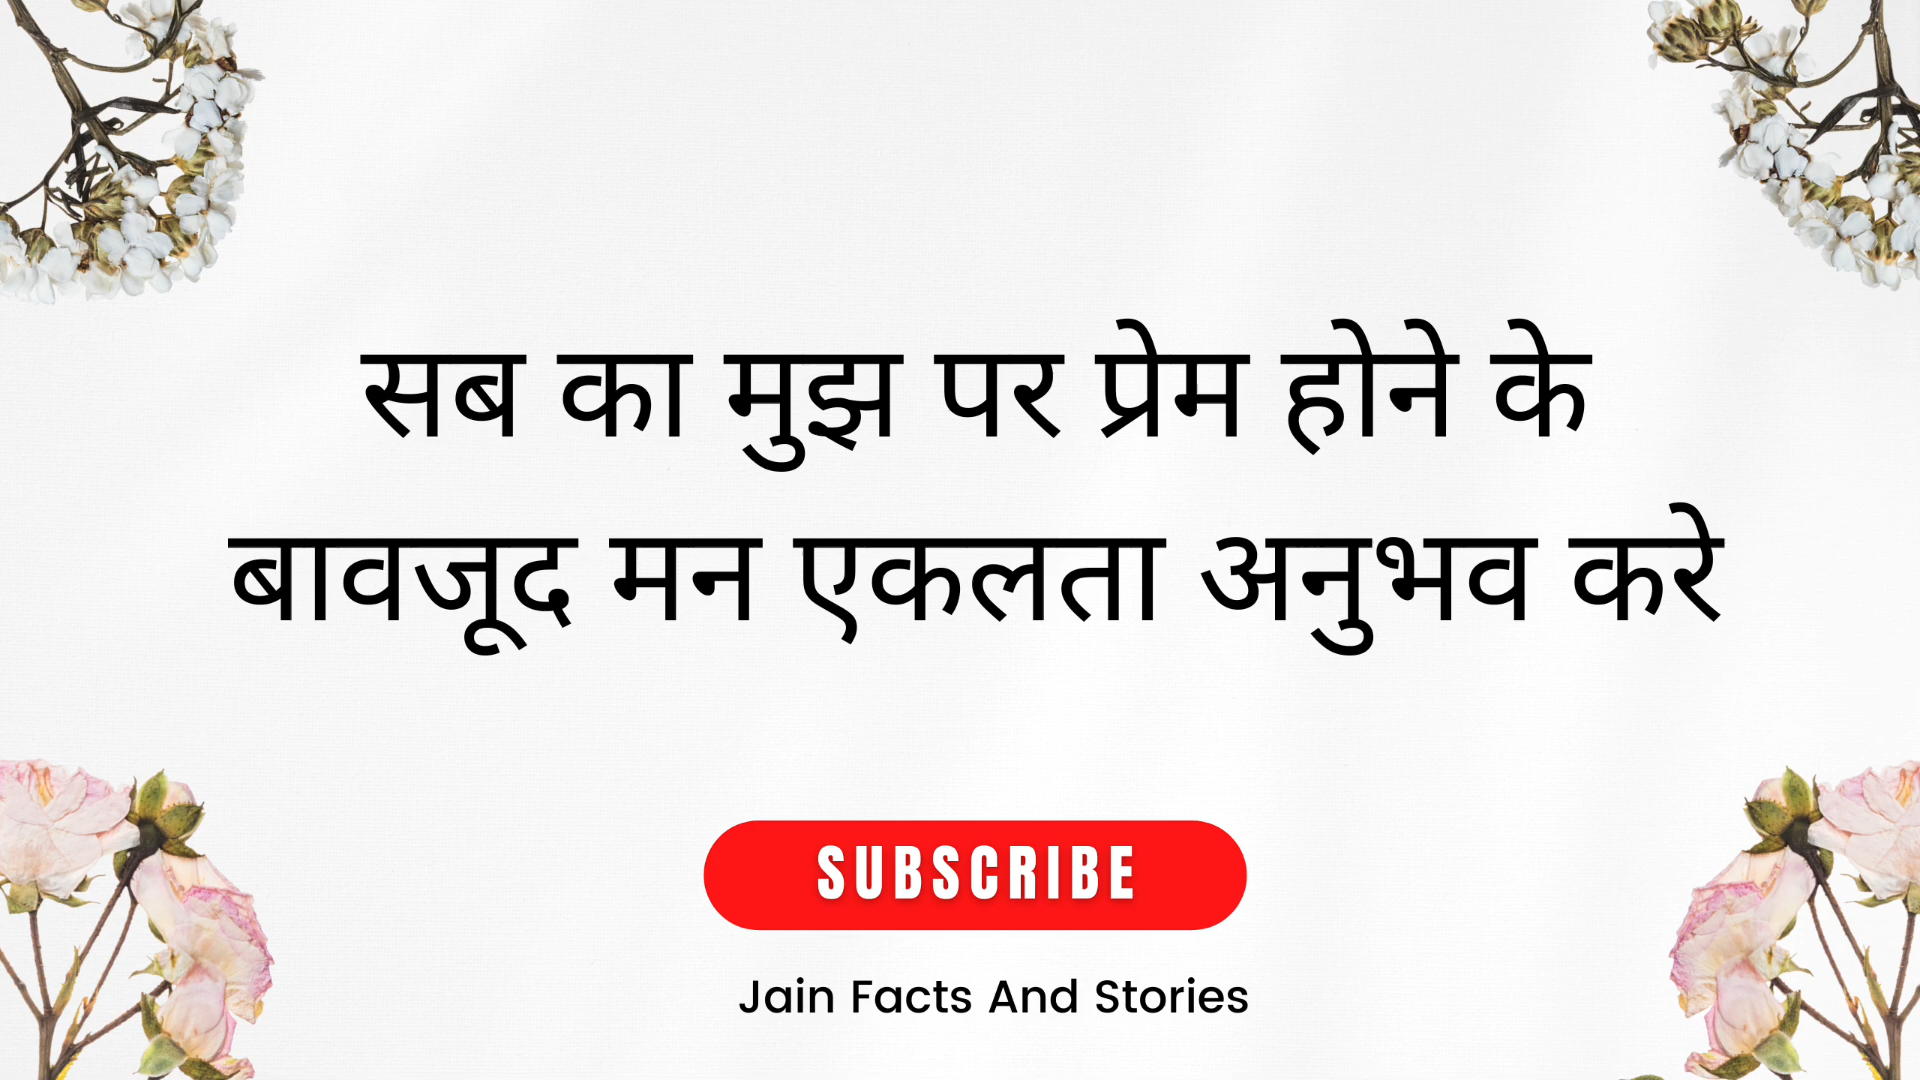 सब का मुझ पर प्रेम होने के
बावजूद मन एकलता अनुभव करे
SUBSCRIBE
Jain Facts And Stories